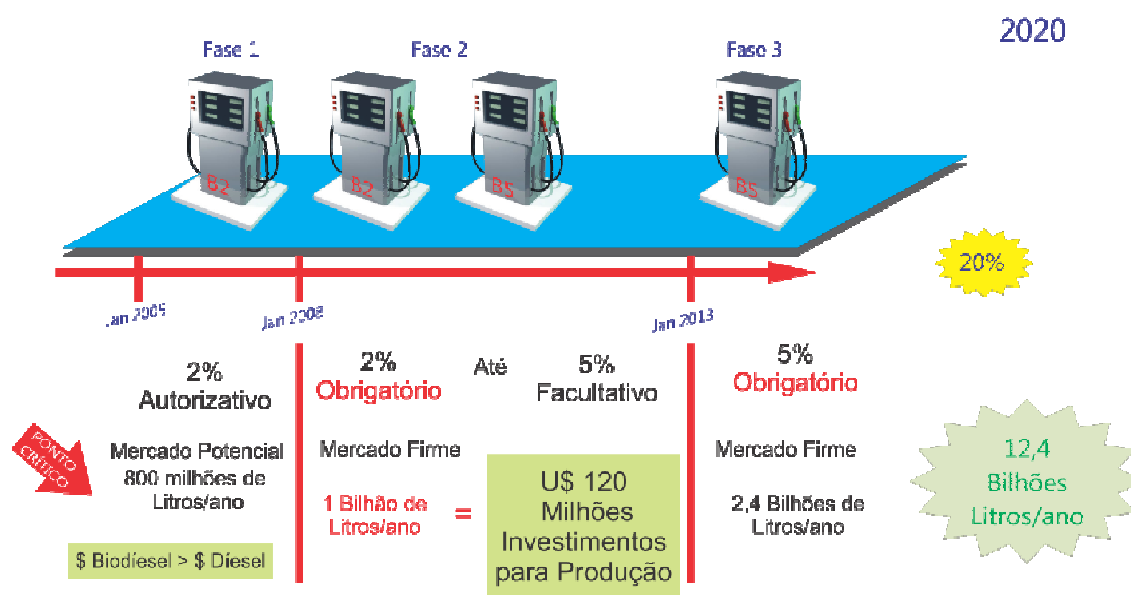 2020
Fase 1
Fase 2
Fase 3
B2
B2
B5
B5
20%
Jan 2005
Jan 2008
Jan 2013
2%
Autorizativo
2%
Obrigatório
Até
5%
Facultativo
5%
Obrigatório
PONTO
CRÍTICO
Mercado Potencial
800 milhões de
Litros/ano
$ Biodiesel > $ Diesel
Mercado Firme
1 Bilhão de
Litros/ano
=
U$ 120
Milhões
Investimentos
para Produção
Mercado Firme
2,4 Bilhões de
Litros/ano
12,4
Bilhões
Litros/ano